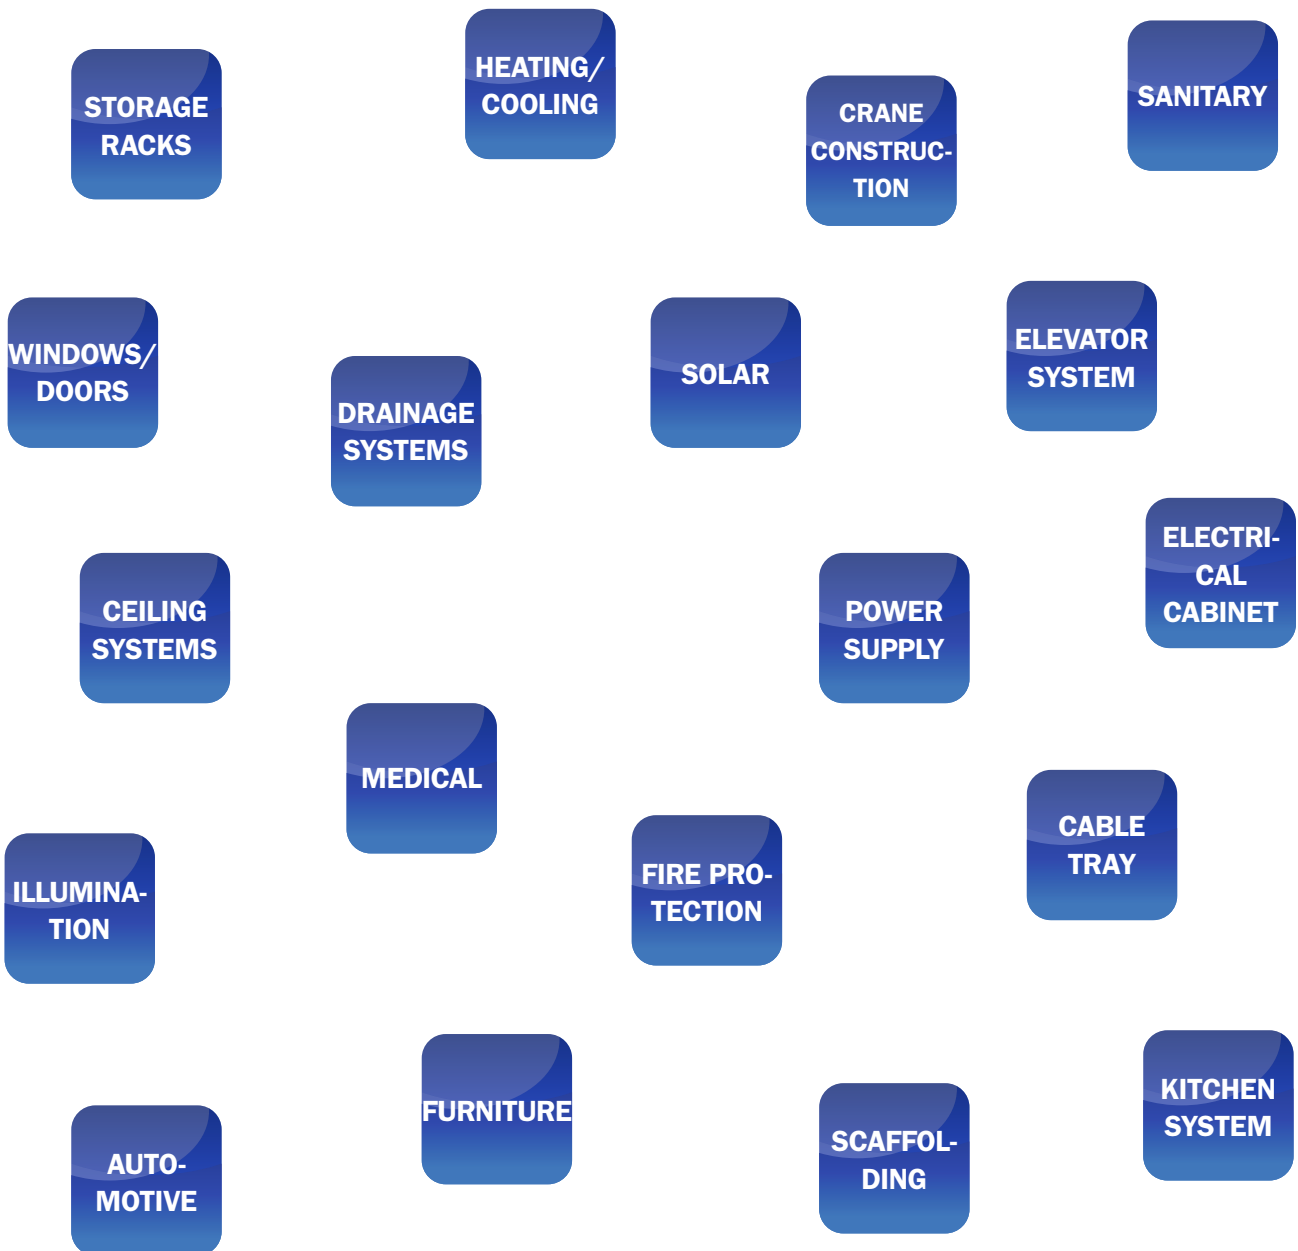 STORAGE
RACKS
HEATING/
COOLING
CRANE
CONSTRUC-
TION
SANITARY
WINDOWS/
DOORS
DRAINAGE
SYSTEMS
SOLAR
ELEVATOR
SYSTEM
CEILING
SYSTEMS
POWER
SUPPLY
ELECTRI-
CAL
CABINET
MEDICAL
ILLUMINA-
TION
FIRE PRO-
TECTION
CABLE
TRAY
AUTO-
MOTIVE
FURNITURE
SCAFFOL-
DING
KITCHEN
SYSTEM